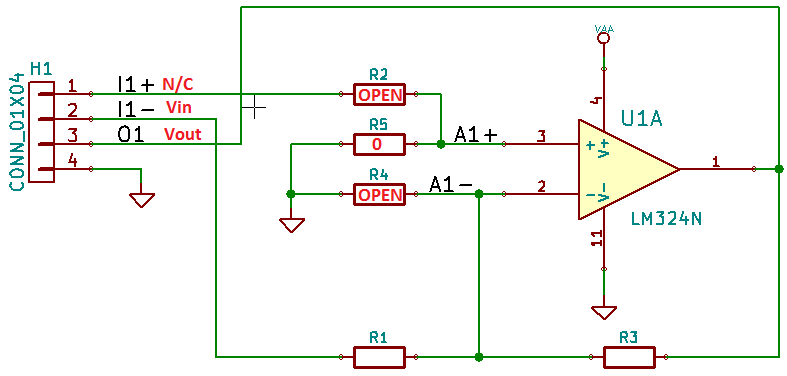 H1
CONN_01X04
1 I1+ N/C
2 I1- Vin
3 O1 Vout
4
R2
OPEN
R5
0
R4
OPEN
A1+
A1-
VAA
4
U1A
3
+
V+
1
2
-
V-
LM324N
11
R1
R3